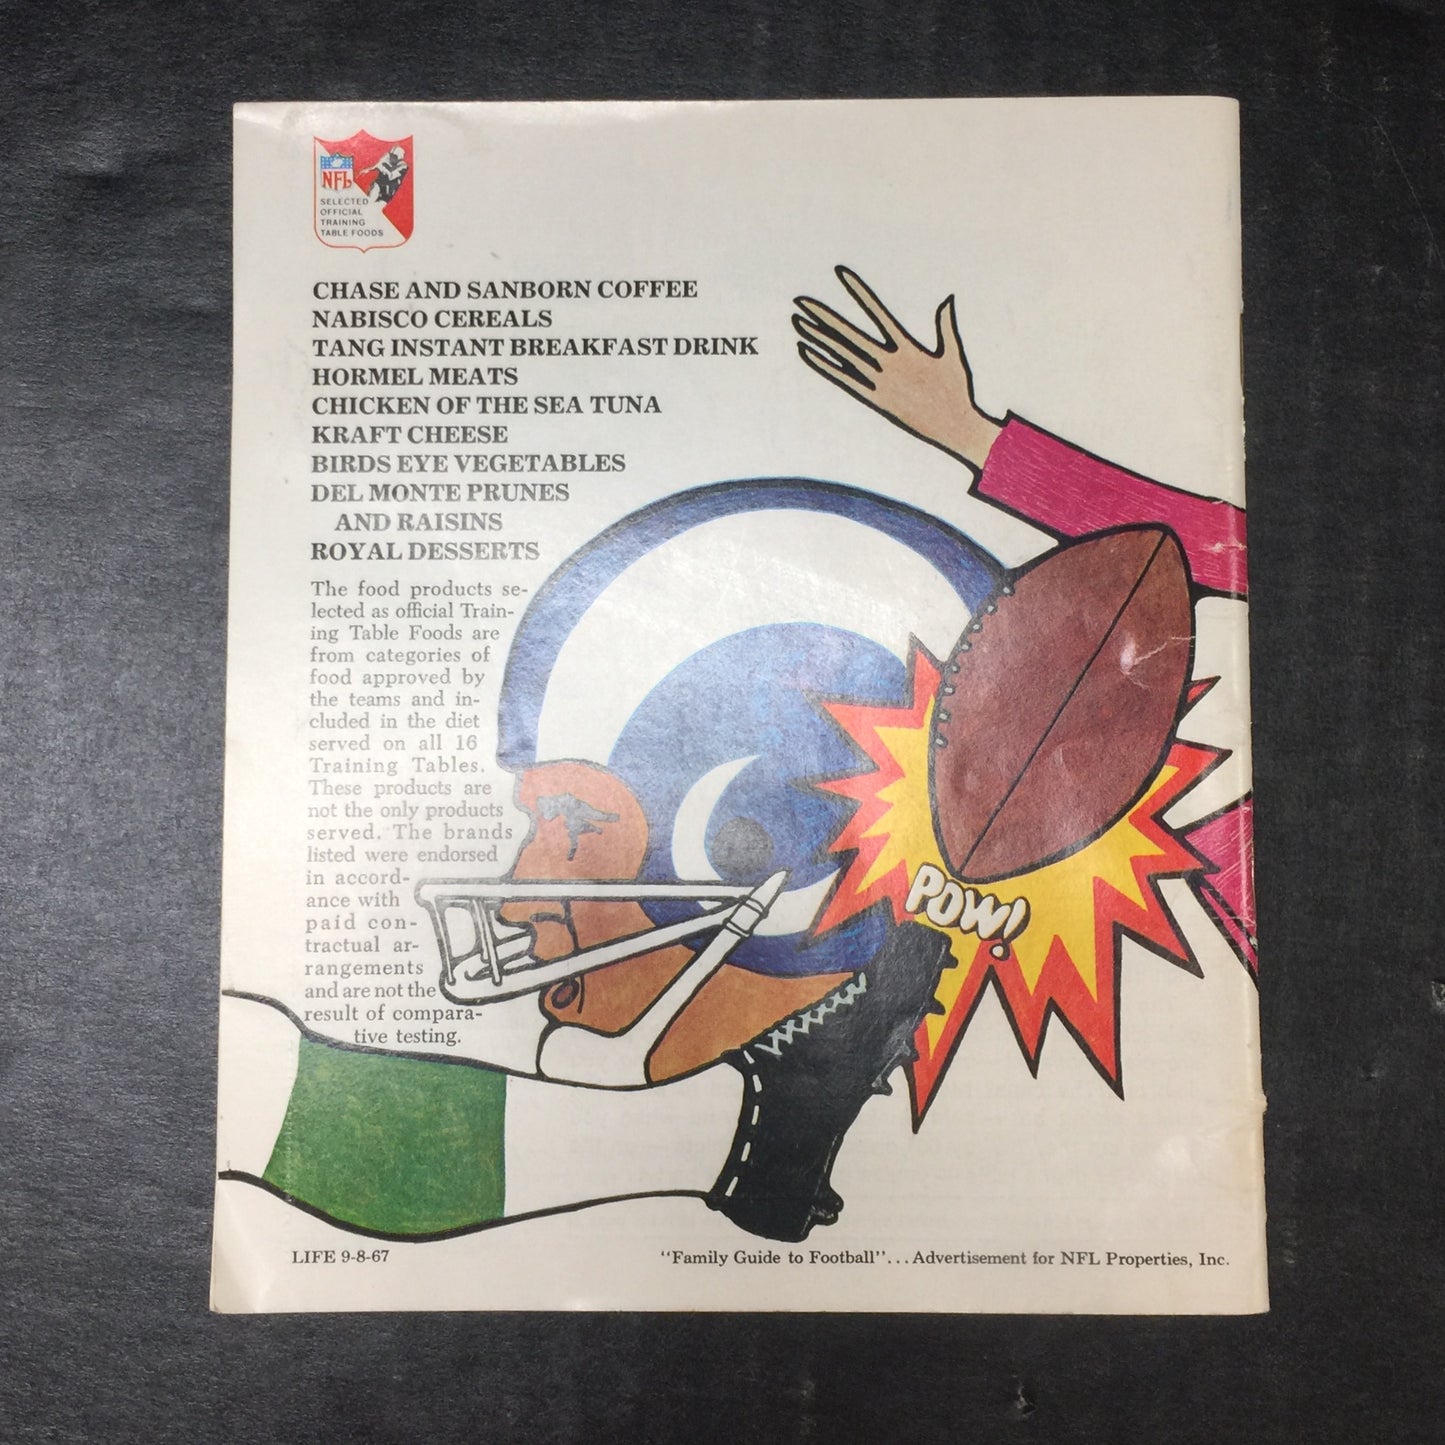 NFL
SELECTED
OFFICIAL
TRAINING
TABLE FOODS
CHASE AND SANBORN COFFEE
NABISCO CEREALS
TANG INSTANT BREAKFAST DRINK
HORMEL MEATS
CHICKEN OF THE SEA TUNA
KRAFT CHEESE
BIRDS EYE VEGETABLES
DEL MONTE PRUNES
AND RAISINS
ROYAL DESSERTS
The food products se-
lected as official Train-
ing Table Foods are
from categories of
food approved by
the teams and in-
cluded in the diet
served on all 16
Training Tables.
These products are
not the only products
served. The brands
listed were endorsed
in accord-
ance with
paid con-
tractual ar-
rangements
and are not the
result of compara-
tive testing.
POW!
LIFE 9-8-67
"Family Guide to Football"...Advertisement for NFL Properties, Inc.